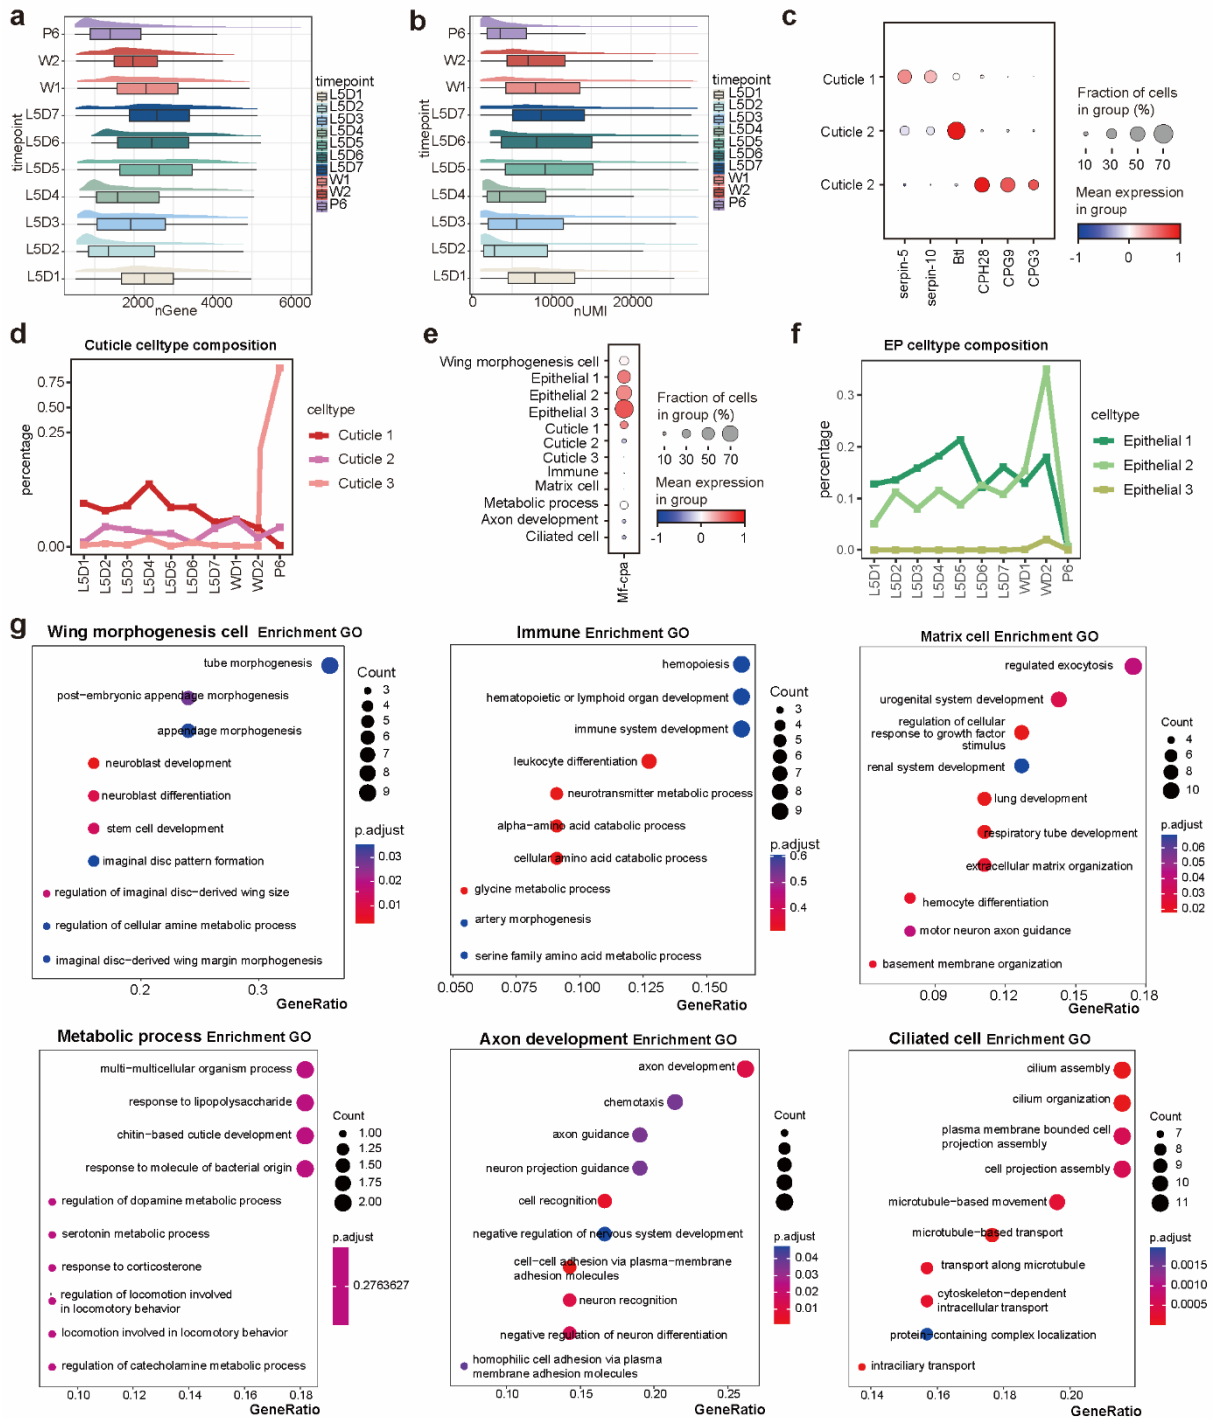 a
P6
W2
W1
L5D7
L5D6
L5D5
L5D4
L5D3
L5D2
L5D1
timepoint
2000
4000
6000
nGene
timepoint
L5D1
L5D2
L5D3
L5D4
L5D5
L5D6
L5D7
W1
W2
P6
b
P6
W2
W1
L5D7
L5D6
L5D5
L5D4
L5D3
L5D2
L5D1
timepoint
0
10000
20000
nUMI
timepoint
L5D1
L5D2
L5D3
L5D4
L5D5
L5D6
L5D7
W1
W2
P6
c
Cuticle 1
Cuticle 2
Cuticle 2
serpin-5
serpin-10
Btl
CPH28
CPG9
CPG3
Fraction of cells
in group (%)
10 30 50 70
Mean expression
in group
-1 0 1
d
Cuticle celltype composition
percentage
0.75
0.50
0.25
0.00
L5D1
L5D2
L5D3
L5D4
L5D5
L5D6
L5D7
WD1
WD2
P6
celltype
Cuticle 1
Cuticle 2
Cuticle 3
e
Wing morphogenesis cell
Epithelial 1
Epithelial 2
Epithelial 3
Cuticle 1
Cuticle 2
Cuticle 3
Immune
Matrix cell
Metabolic process
Axon development
Ciliated cell
Mf-cpa
Fraction of cells
in group (%)
10 30 50 70
Mean expression
in group
-1 0 1
f
EP celltype composition
percentage
0.3
0.2
0.1
0.0
L5D1
L5D2
L5D3
L5D4
L5D5
L5D6
L5D7
WD1
WD2
P6
celltype
Epithelial 1
Epithelial 2
Epithelial 3
g
Wing morphogenesis cell Enrichment GO
tube morphogenesis
post-embryonic appendage morphogenesis
appendage morphogenesis
neuroblast development
neuroblast differentiation
stem cell development
imaginal disc pattern formation
regulation of imaginal disc-derived wing size
regulation of cellular amine metabolic process
imaginal disc-derived wing margin morphogenesis
0.2 0.3
GeneRatio
Count
3
4
5
6
7
8
9
p.adjust
0.03
0.02
0.01
Immune Enrichment GO
hemopoiesis
hematopoietic or lymphoid organ development
immune system development
leukocyte differentiation
neurotransmitter metabolic process
alpha-amino acid catabolic process
cellular amino acid catabolic process
glycine metabolic process
artery morphogenesis
serine family amino acid metabolic process
0.050 0.075 0.100 0.125 0.150
GeneRatio
Count
3
4
5
6
7
8
9
p.adjust
0.6
0.5
0.4
Matrix cell Enrichment GO
regulated exocytosis
urogenital system development
regulation of cellular
response to growth factor
stimulus
renal system development
lung development
respiratory tube development
extracellular matrix organization
hemocyte differentiation
motor neuron axon guidance
basement membrane organization
0.09 0.12 0.15 0.18
GeneRatio
Count
4
6
8
10
p.adjust
0.06
0.05
0.04
0.03
0.02
Metabolic process Enrichment GO
multi-multicellular organism process
response to lipopolysaccharide
chitin-based cuticle development
response to molecule of bacterial origin
regulation of dopamine metabolic process
serotonin metabolic process
response to corticosterone
regulation of locomotion involved
in locomotory behavior
locomotion involved in locomotory behavior
regulation of catecholamine metabolic process
0.10 0.12 0.14 0.16 0.18
GeneRatio
Count
1.00
1.25
1.50
1.75
2.00
p.adjust
0.2763627
Axon development Enrichment GO
axon development
chemotaxis
axon guidance
neuron projection guidance
cell recognition
negative regulation of nervous system development
cell-cell adhesion via plasma-membrane
adhesion molecules
neuron recognition
negative regulation of neuron differentiation
homophilic cell adhesion via plasma
membrane adhesion molecules
0.10 0.15 0.20 0.25
GeneRatio
Count
p.adjust
0.04
0.03
0.02
0.01
Ciliated cell Enrichment GO
cilium assembly
cilium organization
plasma membrane bounded cell
projection assembly
cell projection assembly
microtubule-based movement
microtubule-based transport
transport along microtubule
cytoskeleton-dependent
intracellular transport
protein-containing complex localization
intraciliary transport
0.14 0.16 0.18 0.20
GeneRatio
Count
7
8
9
10
11
p.adjust
0.0015
0.0010
0.0005